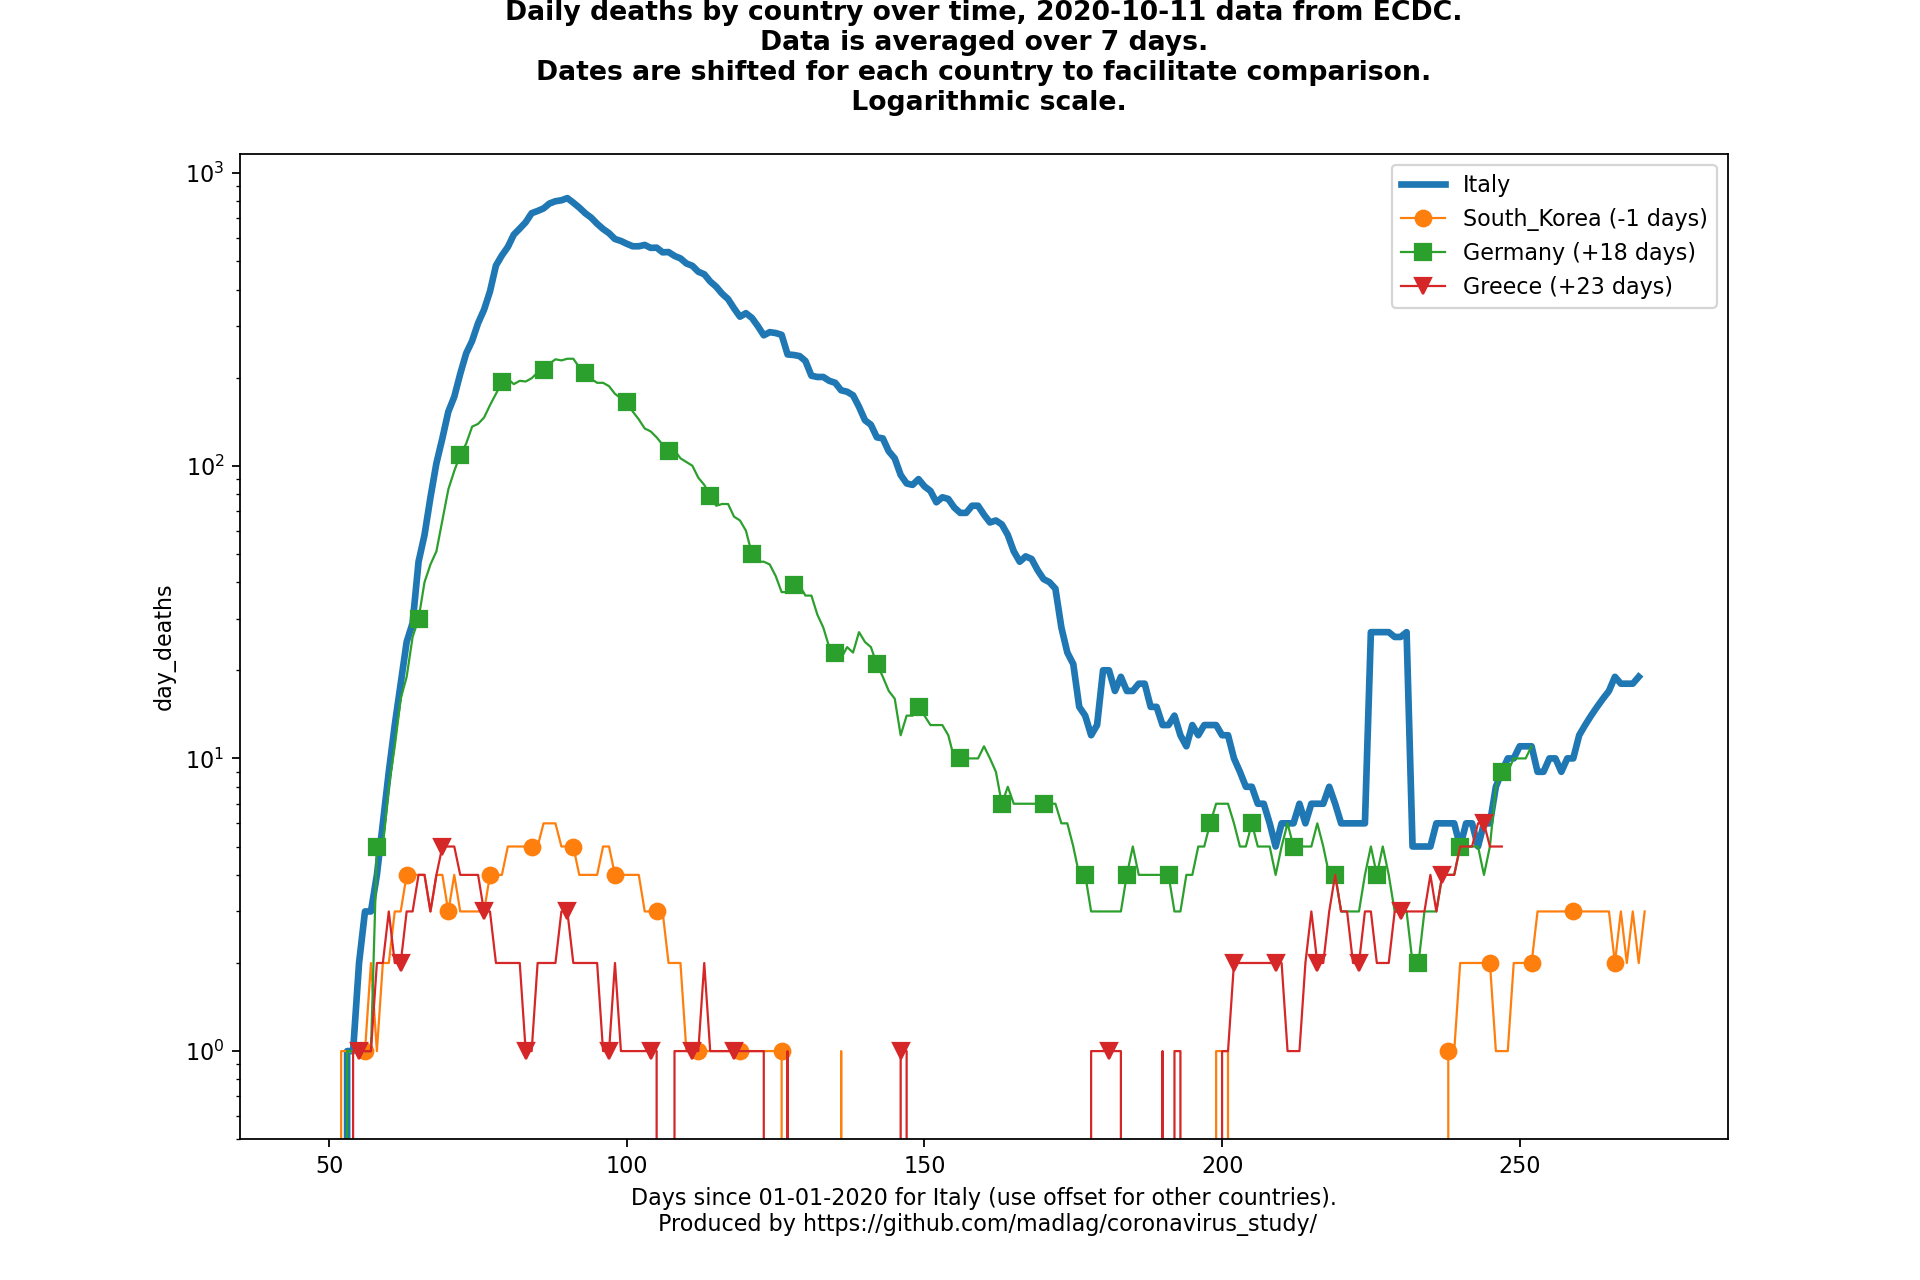 Daily deaths by country over time, 2020-10-11 data from ECDC.
Data is averaged over 7 days.
Dates are shifted for each country to facilitate comparison.
Logarithmic scale.
Italy
South_Korea (-1 days)
Germany (+18 days)
Greece (+23 days)
day_deaths
10³
10²
10¹
10⁰
50
100
150
200
250
Days since 01-01-2020 for Italy (use offset for other countries).
Produced by https://github.com/madlag/coronavirus_study/